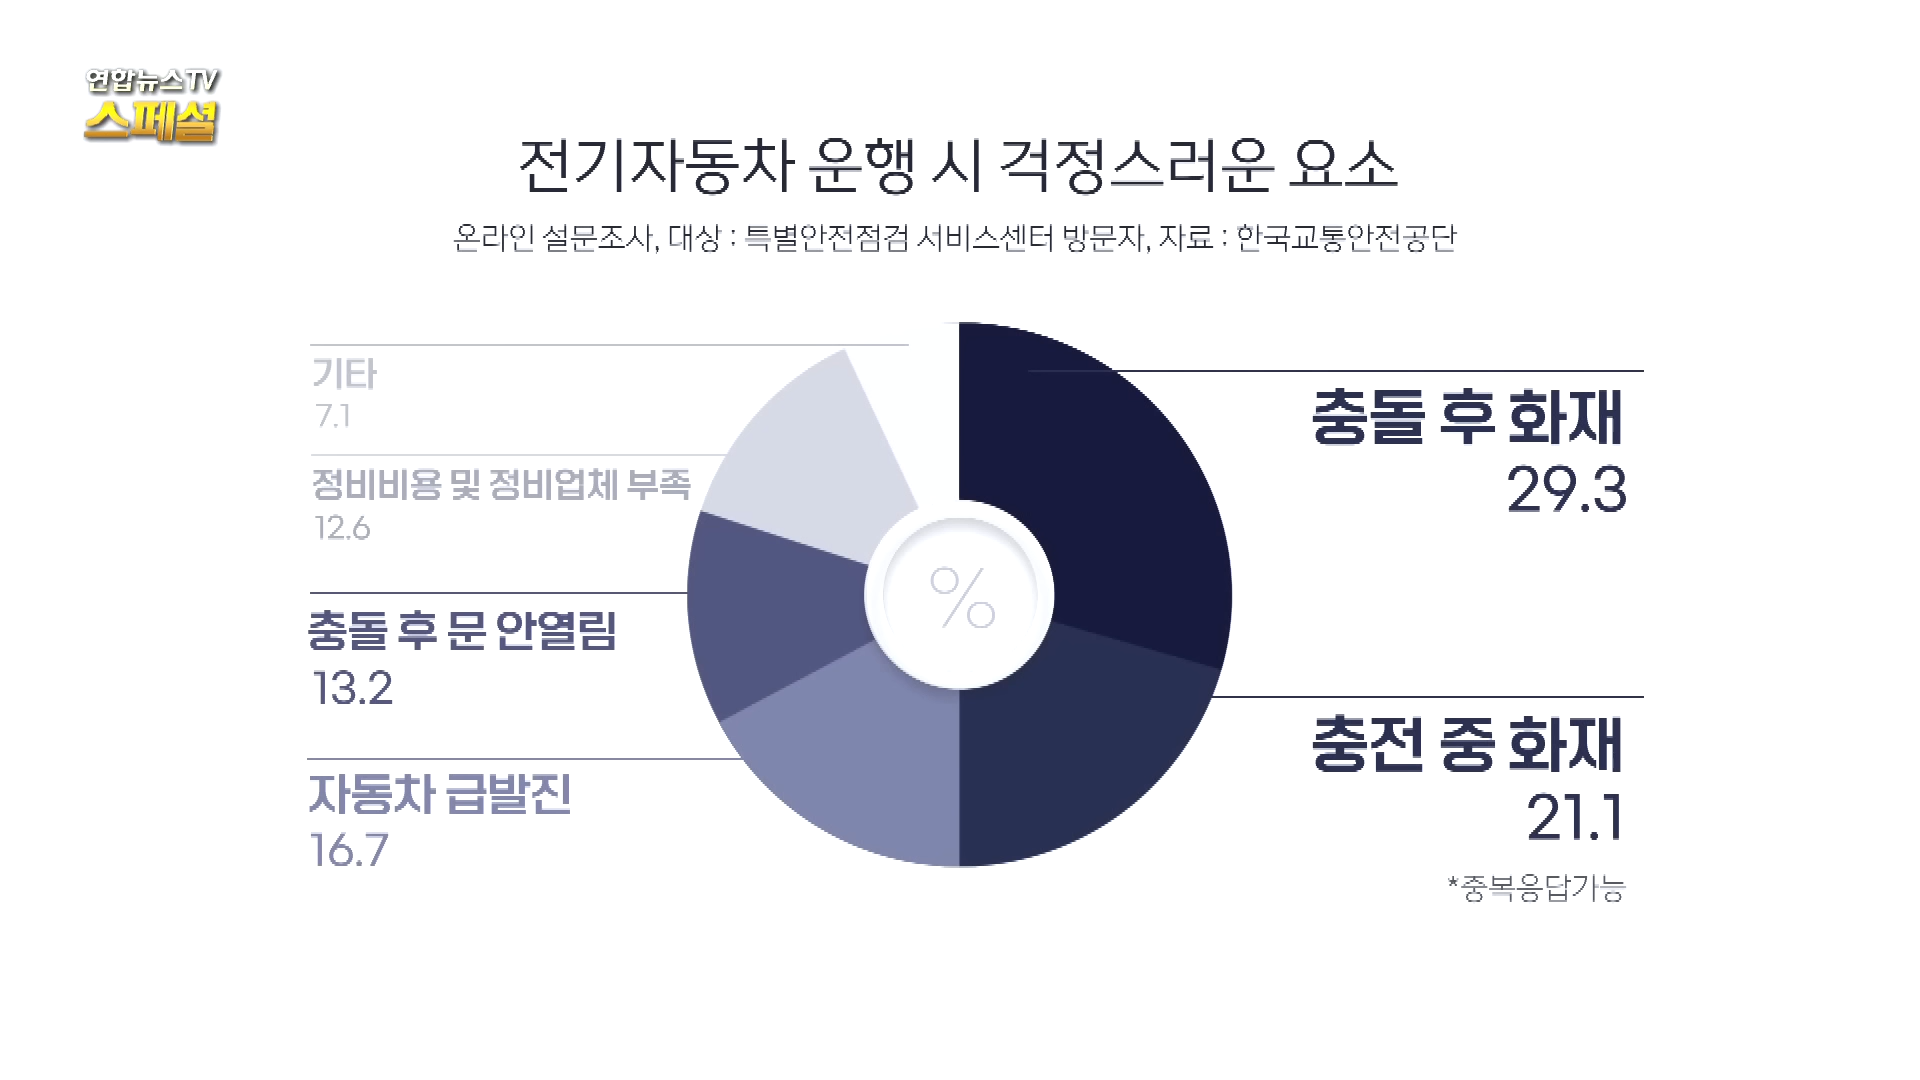 연합뉴스TV
스페셜
전기자동차 운행 시 걱정스러운 요소
온라인 설문조사, 대상 : 특별안전점검 서비스센터 방문자, 자료 : 한국교통안전공단
기타
7.1
정비비용 및 정비업체 부족
12.6
충돌 후 문 안열림
13.2
자동차 급발진
16.7
%
충돌 후 화재
29.3
충전 중 화재
21.1
*중복응답가능